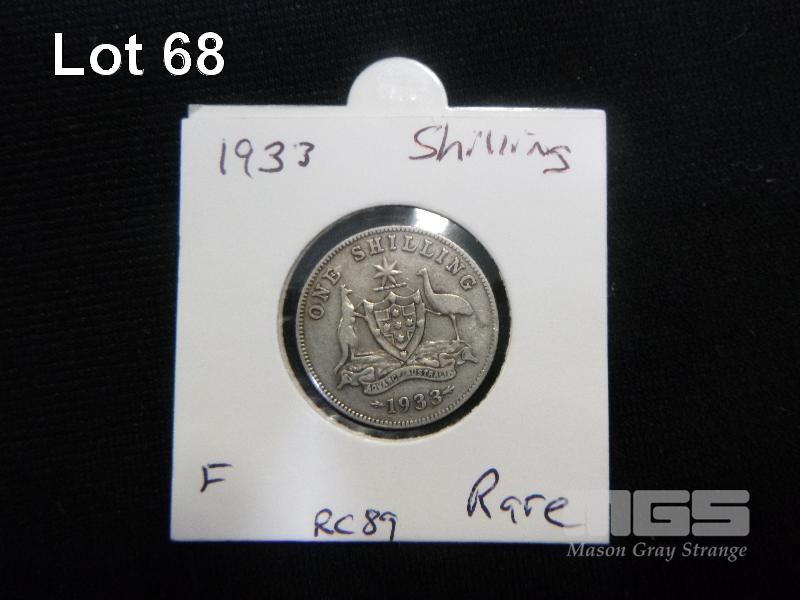 Lot 68
1933 Shilling
ONE SHILLING
ADVANCE AUSTRALIA
1933
F
RC89
Rare
MGS
Mason Gray Strange